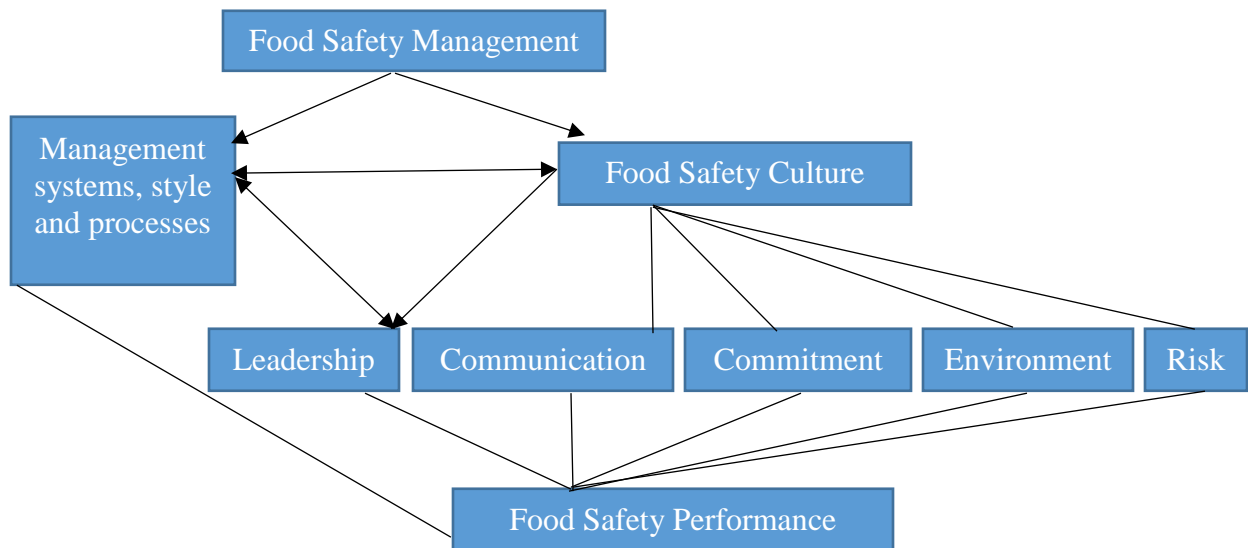 Food Safety Management
Management
systems, style
and processes
Food Safety Culture
Leadership
Communication
Commitment
Environment
Risk
Food Safety Performance